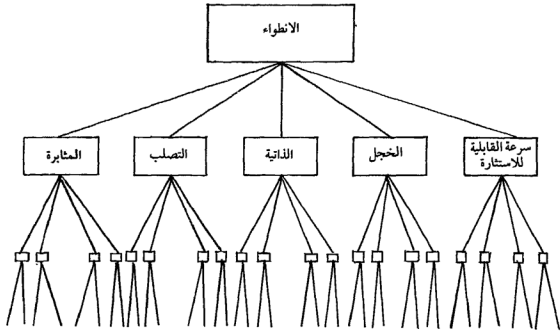 الانطواء
سرعة القابلية
للاستثارة
الخجل
الذاتية
التصلب
المثابرة